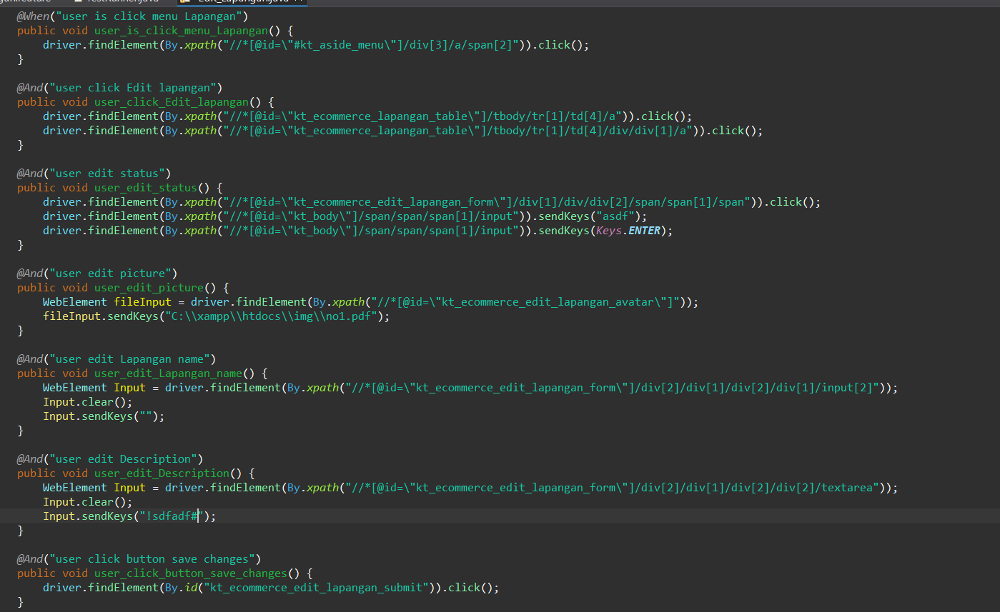 TestRunner.java Edit_Lapangan.java
@When("user is click menu Lapangan")
public void user_is_click_menu_Lapangan() {
driver.findElement(By.xpath("//*[@id=\"#kt_aside_menu\"]/div[3]/a/span[2]")).click();
}
@And("user click Edit lapangan")
public void user_click_Edit_lapangan() {
driver.findElement(By.xpath("//*[@id=\"kt_ecommerce_lapangan_table\"]/tbody/tr[1]/td[4]/a")).click();
driver.findElement(By.xpath("//*[@id=\"kt_ecommerce_lapangan_table\"]/tbody/tr[1]/td[4]/div/div[1]/a")).click();
}
@And("user edit status")
public void user_edit_status() {
driver.findElement(By.xpath("//*[@id=\"kt_ecommerce_edit_lapangan_form\"]/div[1]/div/div[2]/span/span[1]/span")).click();
driver.findElement(By.xpath("//*[@id=\"kt_body\"]/span/span/span[1]/input")).sendKeys("asdf");
driver.findElement(By.xpath("//*[@id=\"kt_body\"]/span/span/span[1]/input")).sendKeys(Keys.ENTER);
}
@And("user edit picture")
public void user_edit_picture() {
WebElement fileInput = driver.findElement(By.xpath("//*[@id=\"kt_ecommerce_edit_lapangan_avatar\"]"));
fileInput.sendKeys("C:\\xampp\\htdocs\\img\\no1.pdf");
}
@And("user edit Lapangan name")
public void user_edit_Lapangan_name() {
WebElement Input = driver.findElement(By.xpath("//*[@id=\"kt_ecommerce_edit_lapangan_form\"]/div[2]/div[1]/div[2]/div[1]/input[2]"));
Input.clear();
Input.sendKeys("");
}
@And("user edit Description")
public void user_edit_Description() {
WebElement Input = driver.findElement(By.xpath("//*[@id=\"kt_ecommerce_edit_lapangan_form\"]/div[2]/div[1]/div[2]/div[2]/textarea"));
Input.clear();
Input.sendKeys("!sdfadf#");
}
@And("user click button save changes")
public void user_click_button_save_changes() {
driver.findElement(By.id("kt_ecommerce_edit_lapangan_submit")).click();
}